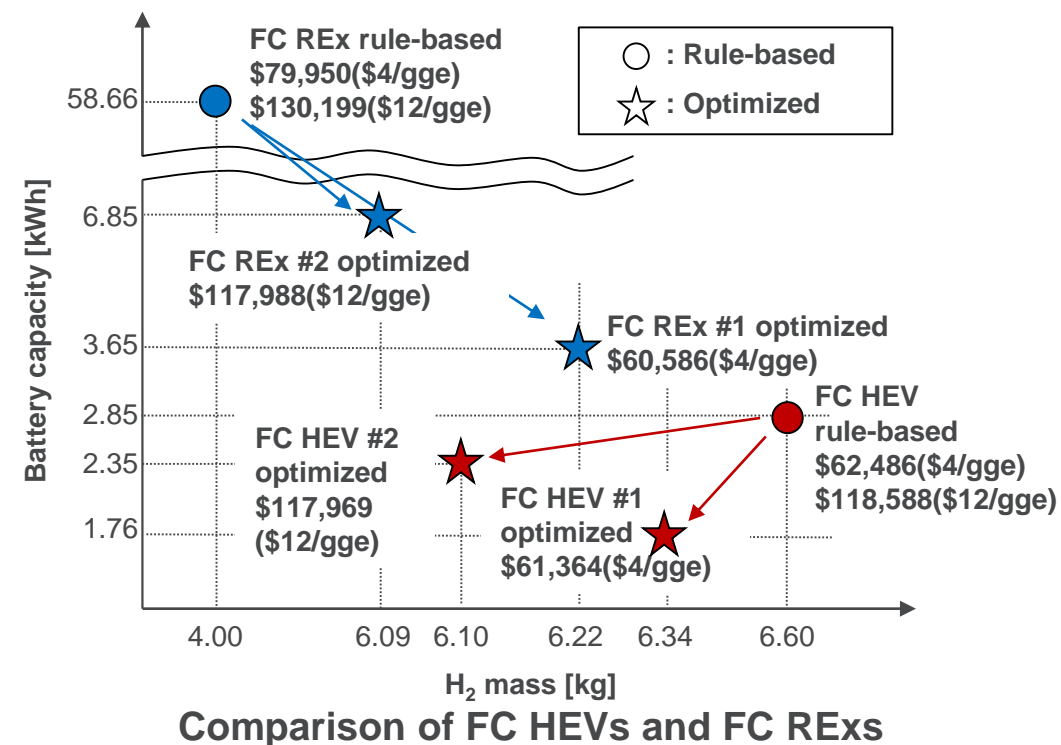 FC REx rule-based
$79,950($4/gge)
$130,199($12/gge)
: Rule-based
: Optimized
Battery capacity [kWh]
58.66
6.85
3.65
2.85
2.35
1.76
FC REx #2 optimized
$117,988($12/gge)
FC REx #1 optimized
$60,586($4/gge)
FC HEV
rule-based
$62,486($4/gge)
$118,588($12/gge)
FC HEV #2
optimized
$117,969
($12/gge)
FC HEV #1
optimized
$61,364($4/gge)
4.00
6.09
6.10
6.22
6.34
6.60
H2 mass [kg]
Comparison of FC HEVs and FC RExs